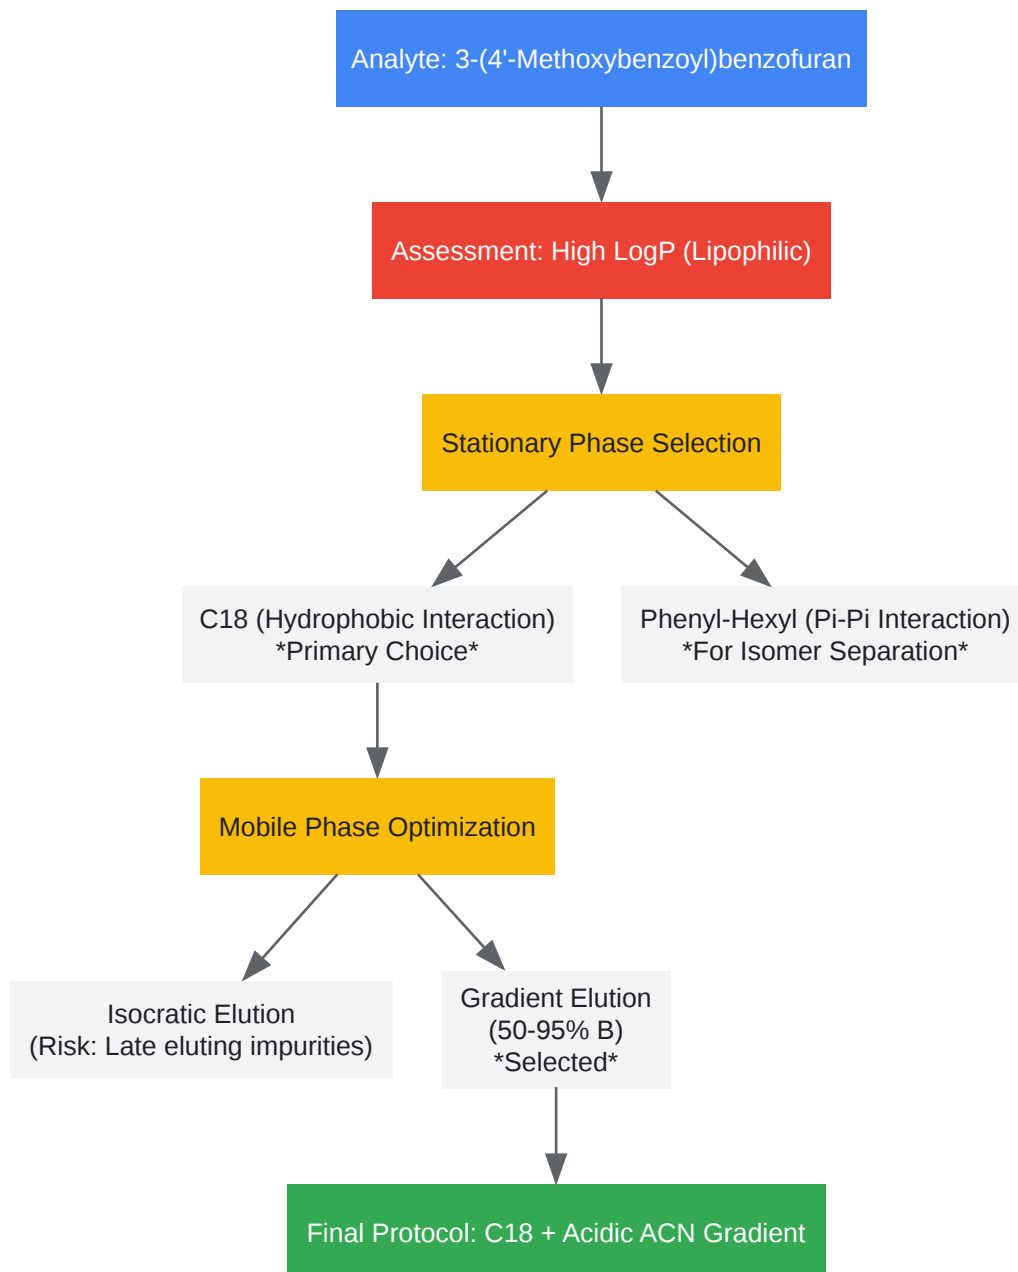 Analyte: 3-(4'-Methoxybenzoyl)benzofuran
Assessment: High LogP (Lipophilic)
Stationary Phase Selection
C18 (Hydrophobic Interaction)
*Primary Choice*
Phenyl-Hexyl (Pi-Pi Interaction)
*For Isomer Separation*
Mobile Phase Optimization
Isocratic Elution
(Risk: Late eluting impurities)
Gradient Elution
(50-95% B)
*Selected*
Final Protocol: C18 + Acidic ACN Gradient